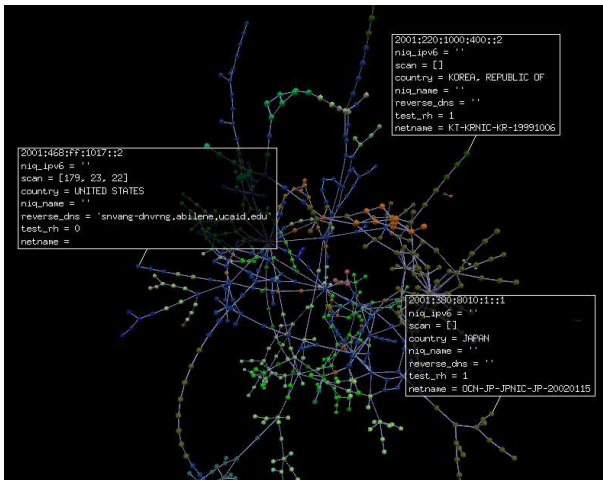 2001:220:1000:400::2
niq_ipv6 = ''
scan = []
country = KOREA, REPUBLIC OF
niq_name = ''
reverse_dns = ''
test_rh = 1
netname = KT-KRNIC-KR-19991006
2001:468:ff:1017::2
niq_ipv6 = ''
scan = [179, 23, 22]
country = UNITED STATES
niq_name = ''
reverse_dns = 'snvang-dnvrng.abilene.ucaid.edu'
test_rh = 0
netname =
2001:380:8010:1::1
niq_ipv6 = ''
scan = []
country = JAPAN
niq_name = ''
reverse_dns = ''
test_rh = 1
netname = OCN-JP-JPNIC-JP-20020115